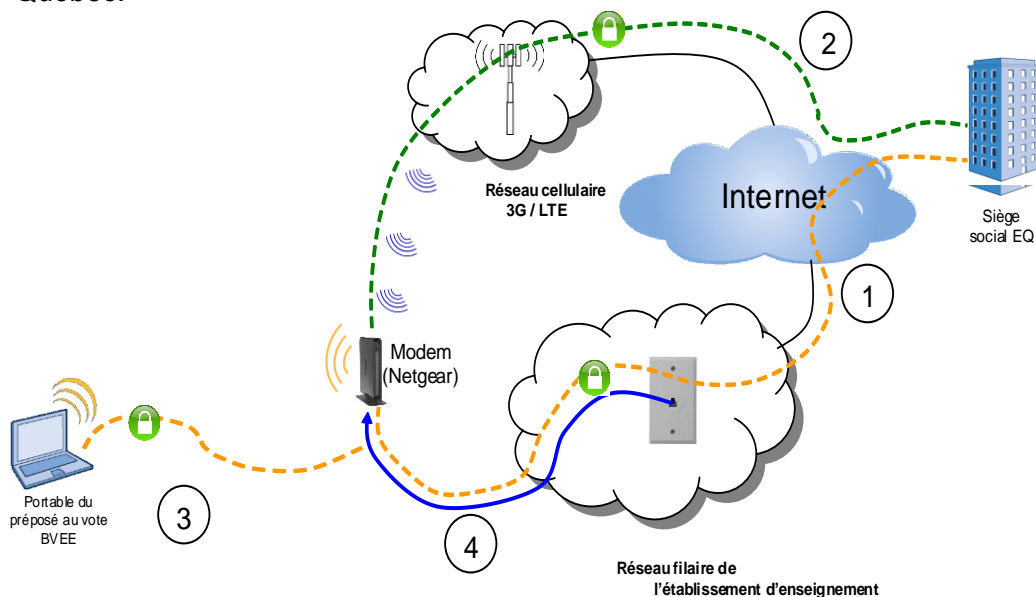 Québec.
2
Réseau cellulaire
3G / LTE
Internet
Siège
social EQ
1
Modem
(Netgear)
Portable du
préposé au vote
BVEE
3
4
Réseau filaire de
l'établissement d'enseignement